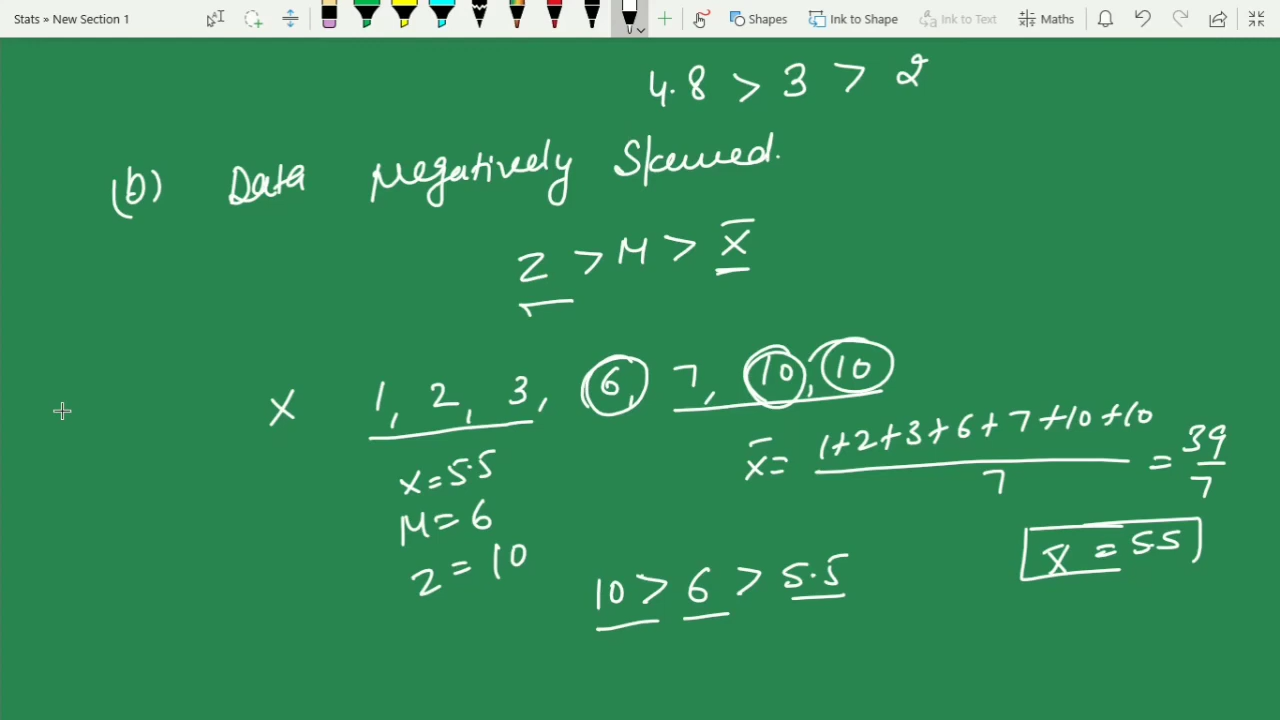 Stats » New Section 1
Shapes
Ink to Shape
Ink to Text
Maths
4.8 > 3 > 2
(b) Data Negatively Skewed.
Z > M > X̅
X 1, 2, 3, 6, 7, 10, 10
X̅ = 1+2+3+6+7+10+10 / 7 = 39 / 7
X = 5.5
M = 6
Z = 10
10 > 6 > 5.5
X̅ = 5.5